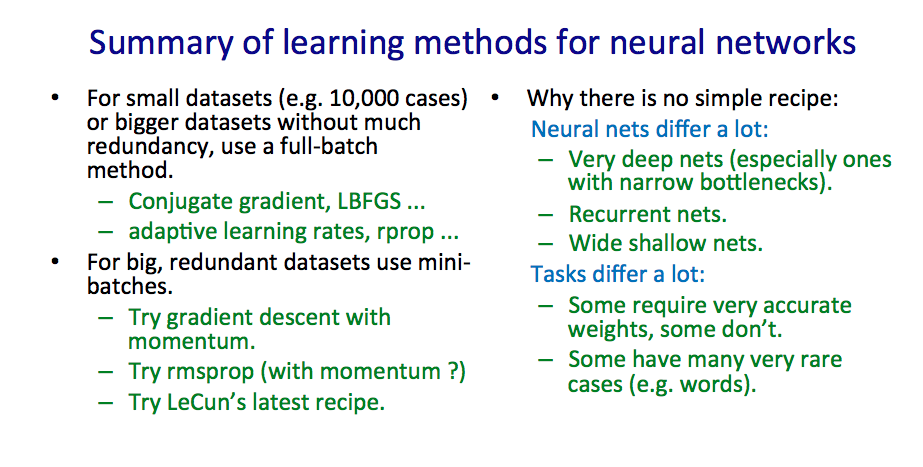 Summary of learning methods for neural networks
• For small datasets (e.g. 10,000 cases)
or bigger datasets without much
redundancy, use a full-batch
method.
– Conjugate gradient, LBFGS ...
– adaptive learning rates, rprop ...
• For big, redundant datasets use mini-
batches.
– Try gradient descent with
momentum.
– Try rmsprop (with momentum ?)
– Try LeCun’s latest recipe.
• Why there is no simple recipe:
Neural nets differ a lot:
– Very deep nets (especially ones
with narrow bottlenecks).
– Recurrent nets.
– Wide shallow nets.
Tasks differ a lot:
– Some require very accurate
weights, some don’t.
– Some have many very rare
cases (e.g. words).